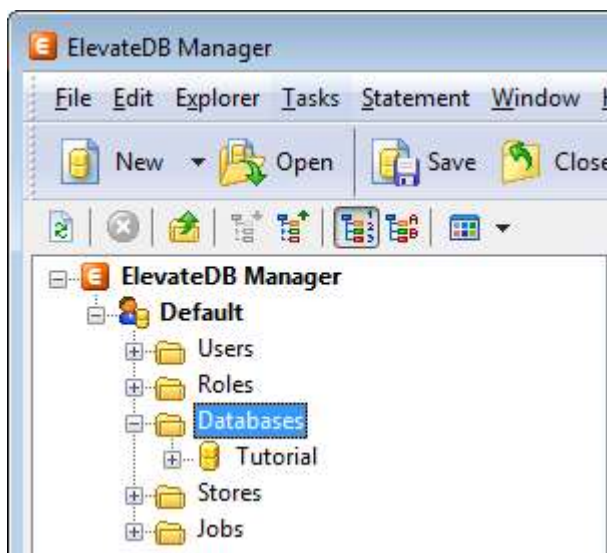 ElevateDB Manager
File Edit Explorer Tasks Statement Window
New Open Save Close
ElevateDB Manager
Default
Users
Roles
Databases
Tutorial
Stores
Jobs